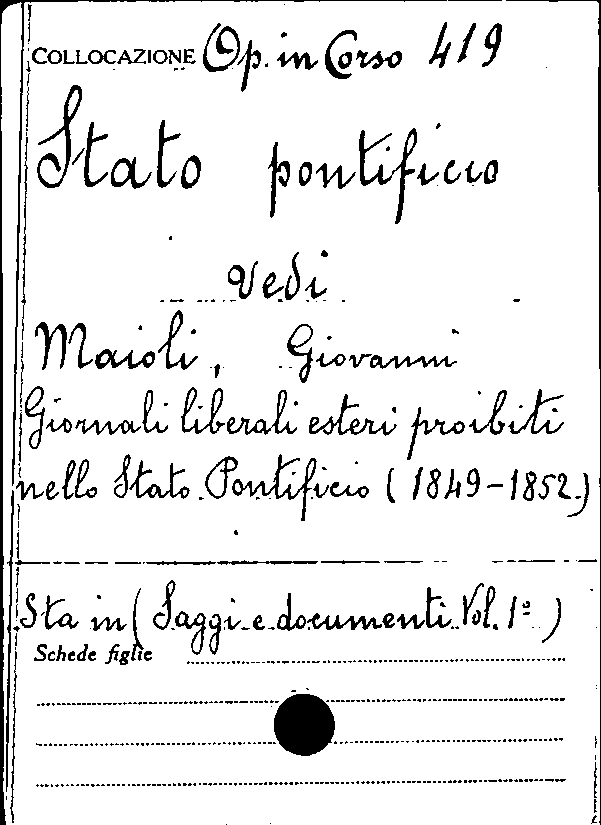 COLLOCAZIONE Op. in Corso 419
Stato pontificio
vedi
Maioli, Giovanni
Giornali liberali esteri proibiti
nello Stato Pontificio (1849-1852)
Sta in (Saggi e documenti Vol. 1º)
Schede figlie